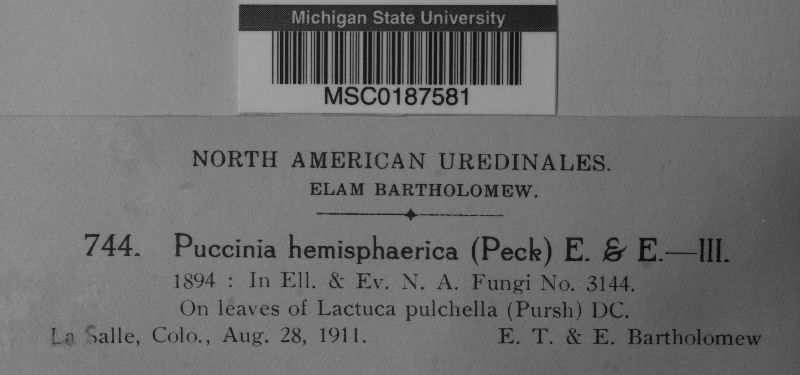 Michigan State University
MSC0187581
NORTH AMERICAN UREDINALES.
ELAM BARTHOLOMEW.
744. Puccinia hemisphaerica (Peck) E. & E.—III.
1894 : In Ell. & Ev. N. A. Fungi No. 3144.
On leaves of Lactuca pulchella (Pursh) DC.
La Salle, Colo., Aug. 28, 1911. E. T. & E. Bartholomew